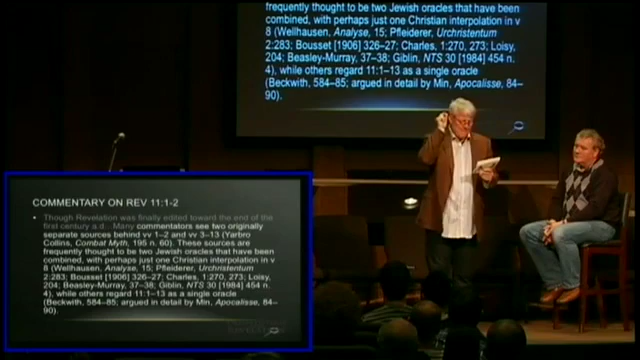 frequently thought to be two Jewish oracles that have been
combined, with perhaps just one Christian interpolation in v
8 (Wellhausen, Analyse, 15; Pfleiderer, Urchristentum
2:283; Bousset [1906] 326–27; Charles, 1:270, 273; Loisy,
204; Beasley-Murray, 37–38; Giblin, NTS 30 [1984] 454 n.
4), while others regard 11:1–13 as a single oracle
(Beckwith, 584–85; argued in detail by Min, Apocalisse, 84–
90).
COMMENTARY ON REV 11:1-2
• Though Revelation was finally edited toward the end of the
first century a.d....Many commentators see two originally
separate sources behind vv 1–2 and vv 3–13 (Yarbro
Collins, Combat Myth, 195 n. 60). These sources are
frequently thought to be two Jewish oracles that have been
combined, with perhaps just one Christian interpolation in v
8 (Wellhausen, Analyse, 15; Pfleiderer, Urchristentum
2:283; Bousset [1906] 326–27; Charles, 1:270, 273; Loisy,
204; Beasley-Murray, 37–38; Giblin, NTS 30 [1984] 454 n.
4), while others regard 11:1–13 as a single oracle
(Beckwith, 584–85; argued in detail by Min, Apocalisse, 84–
90).